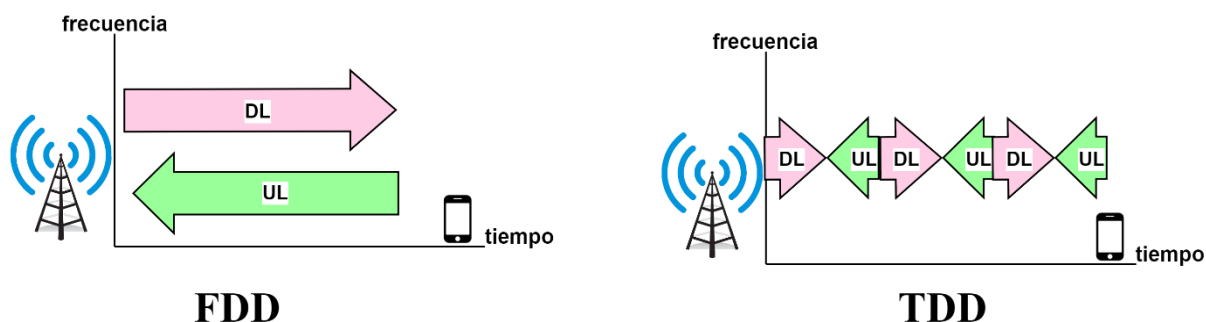 frecuencia
DL
UL
tiempo
FDD
frecuencia
DL UL DL UL DL UL
tiempo
TDD